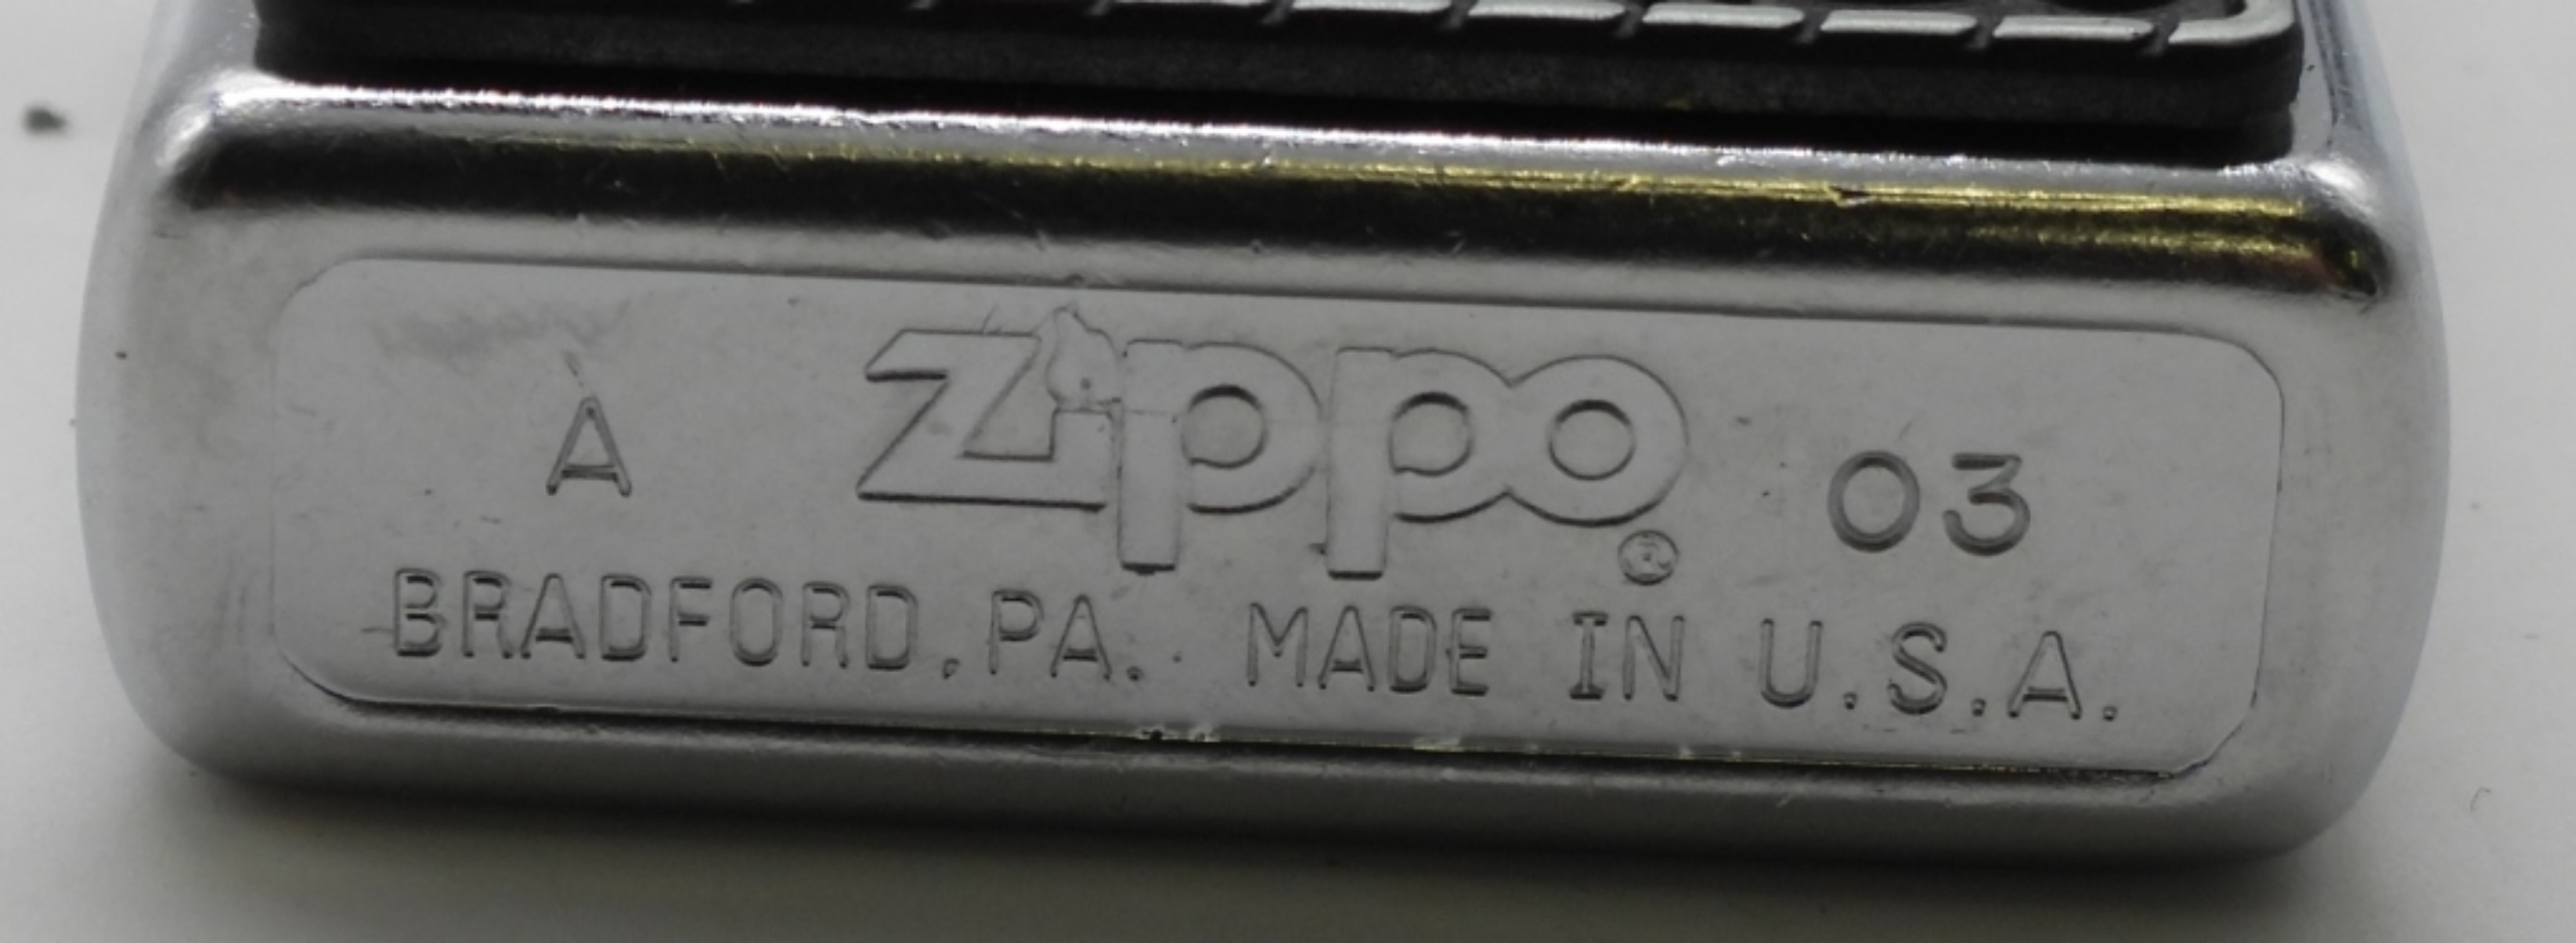 A Zippo 03
®
BRADFORD, PA. MADE IN U.S.A.